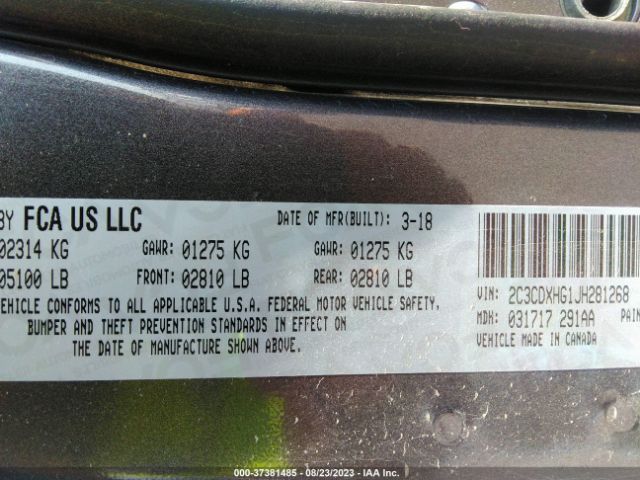 BY FCA US LLC DATE OF MFR(BUILT): 3-18
02314 KG GAWR: 01275 KG GAWR: 01275 KG
05100 LB FRONT: 02810 LB REAR: 02810 LB
VEHICLE CONFORMS TO ALL APPLICABLE U.S.A. FEDERAL MOTOR VEHICLE SAFETY,
BUMPER AND THEFT PREVENTION STANDARDS IN EFFECT ON
THE DATE OF MANUFACTURE SHOWN ABOVE.
VIN: 2C3CDXHG1JH281268
MDH: 031717 291AA PAIN
VEHICLE MADE IN CANADA
000-37381485 - 08/23/2023 - IAA Inc.